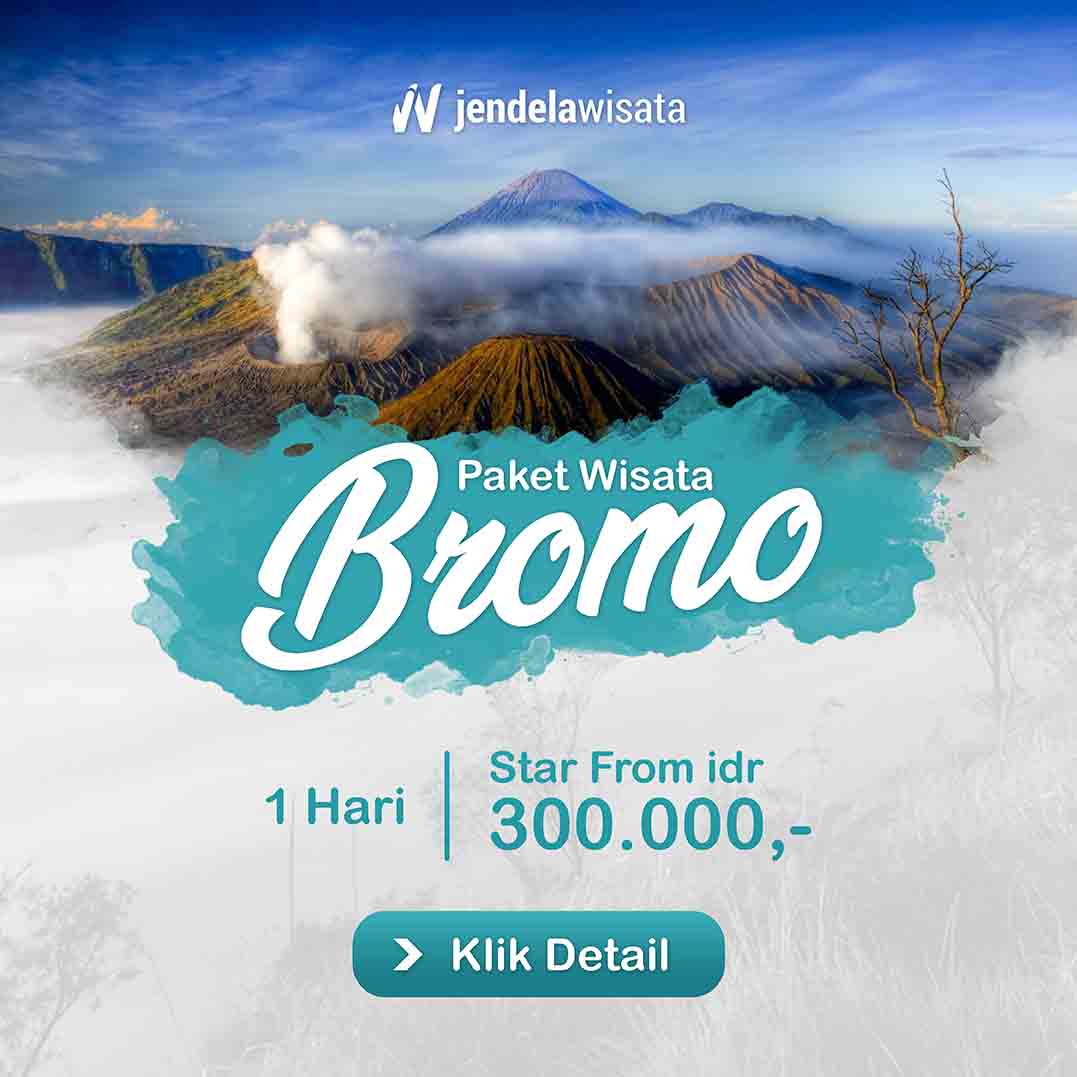 jendelawisata
Paket Wisata
Bromo
1 Hari
Star From idr
300.000,-
Klik Detail